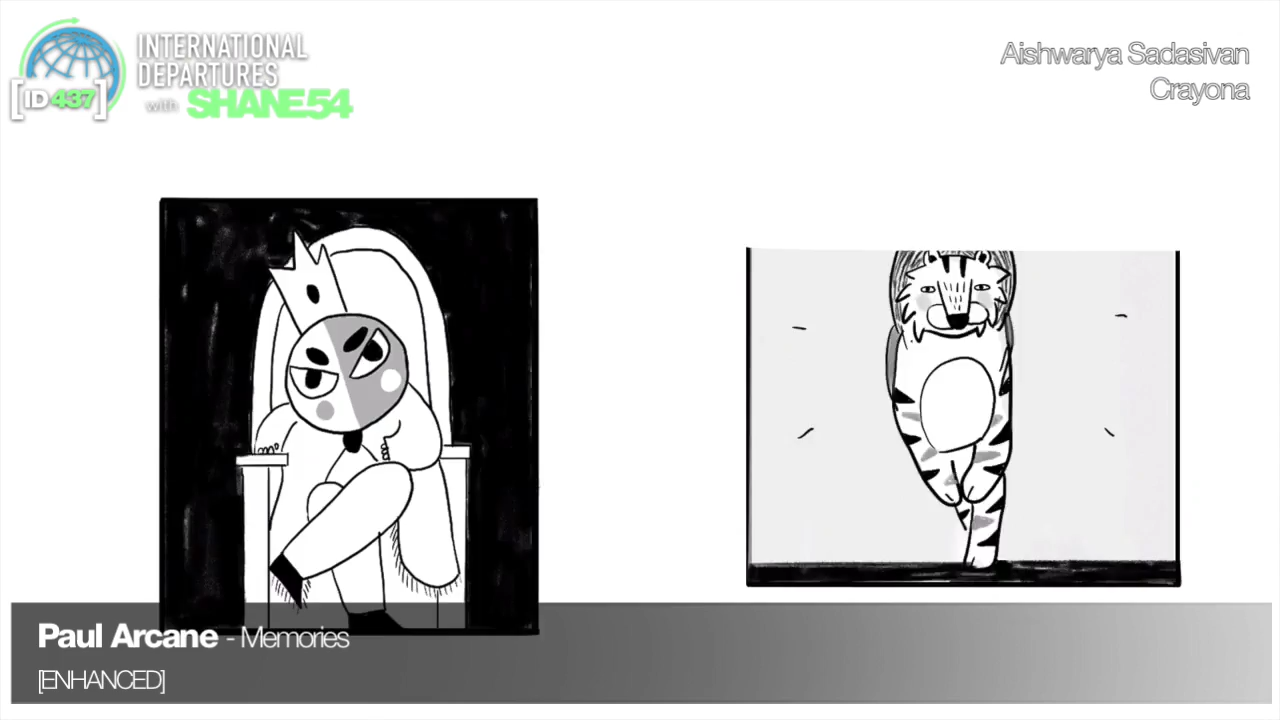 INTERNATIONAL
DEPARTURES
with SHANE54
[ID437]
Aishwarya Sadasivan
Crayona
Paul Arcane - Memories
[ENHANCED]